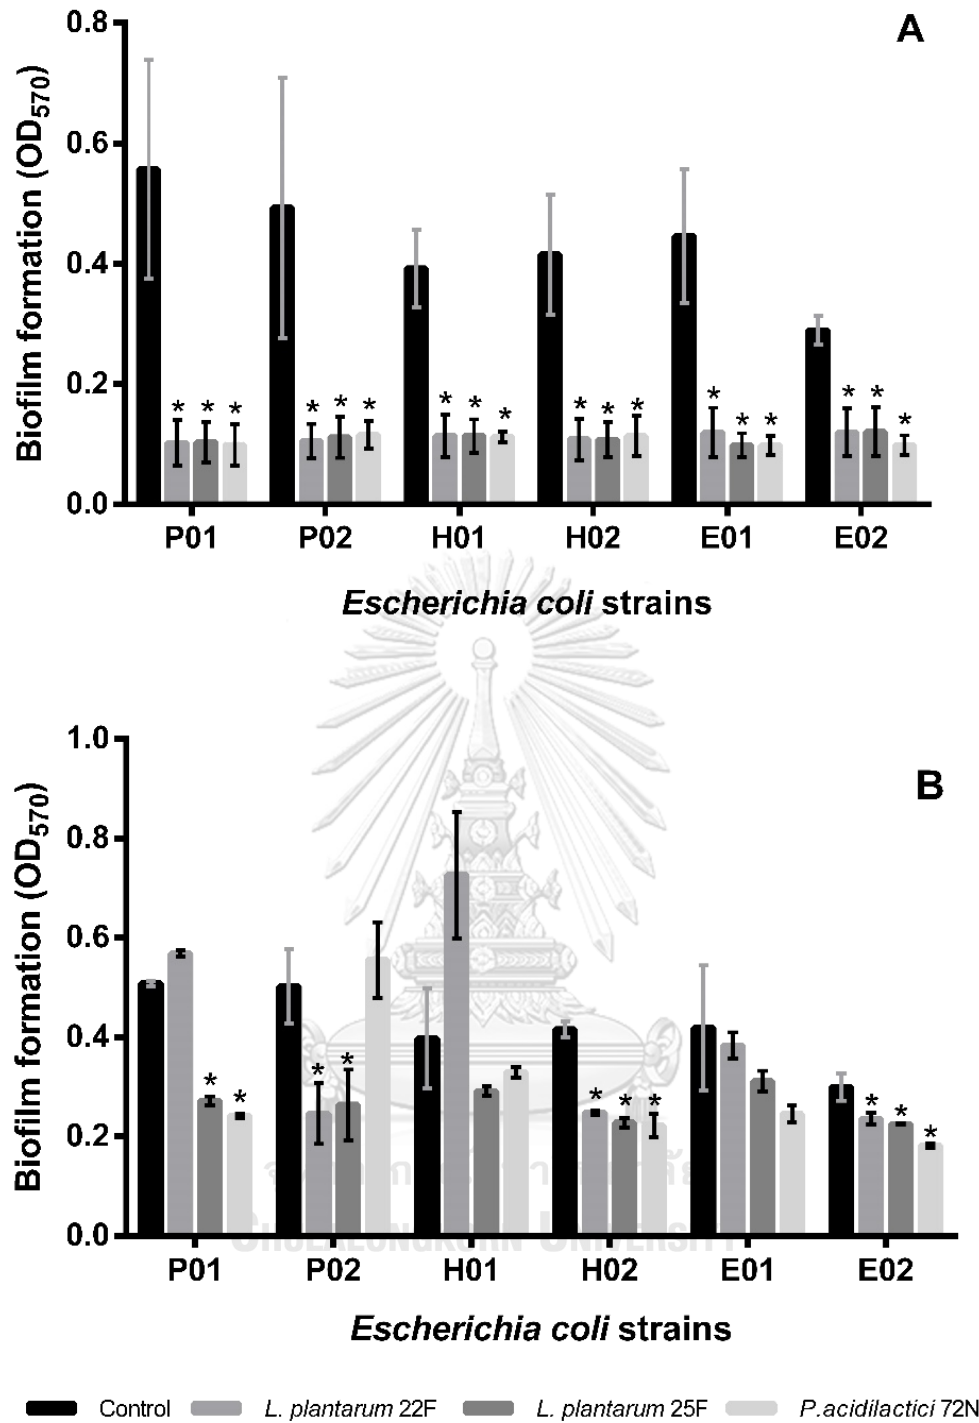 A
Biofilm formation (OD570)
0.8
0.6
0.4
0.2
0.0
* * * * * * * * * * * * * * * * * *
P01 P02 H01 H02 E01 E02
Escherichia coli strains
B
Biofilm formation (OD570)
1.0
0.8
0.6
0.4
0.2
0.0
* * * * * * * * * *
P01 P02 H01 H02 E01 E02
CHULALONGKORN UNIVERSITY
Escherichia coli strains
Control L. plantarum 22F L. plantarum 25F P.acidilactici 72N